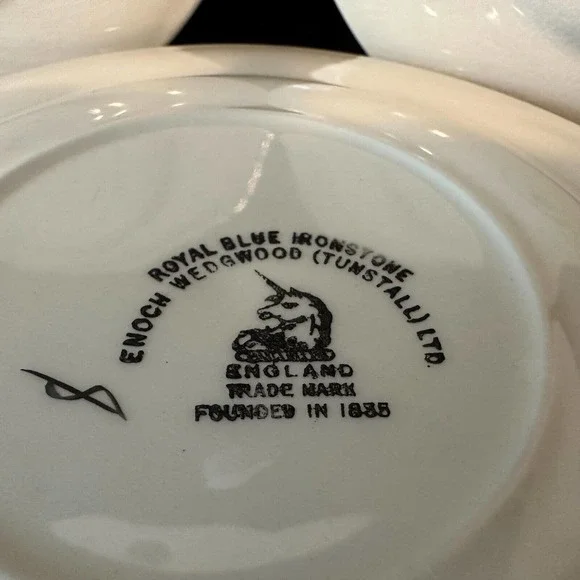 ROYAL BLUE IRONSTONE
ENOCH WEDGWOOD (TUNSTALL) LTD.
ENGLAND
TRADE MARK
FOUNDED IN 1835